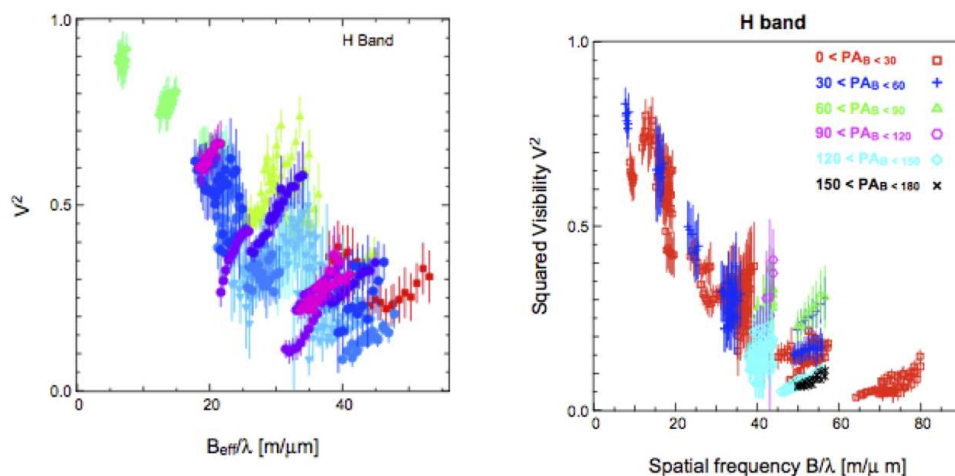 H Band
1.0
0.5
0.0
V²
0
20
40
B_eff/λ [m/μm]
H band
0 < PA_B < 30
30 < PA_B < 60
60 < PA_B < 90
90 < PA_B < 120
120 < PA_B < 150
150 < PA_B < 180
1.0
0.5
0.0
Squared Visibility V²
0
20
40
60
80
Spatial frequency B/λ [m/μ m]